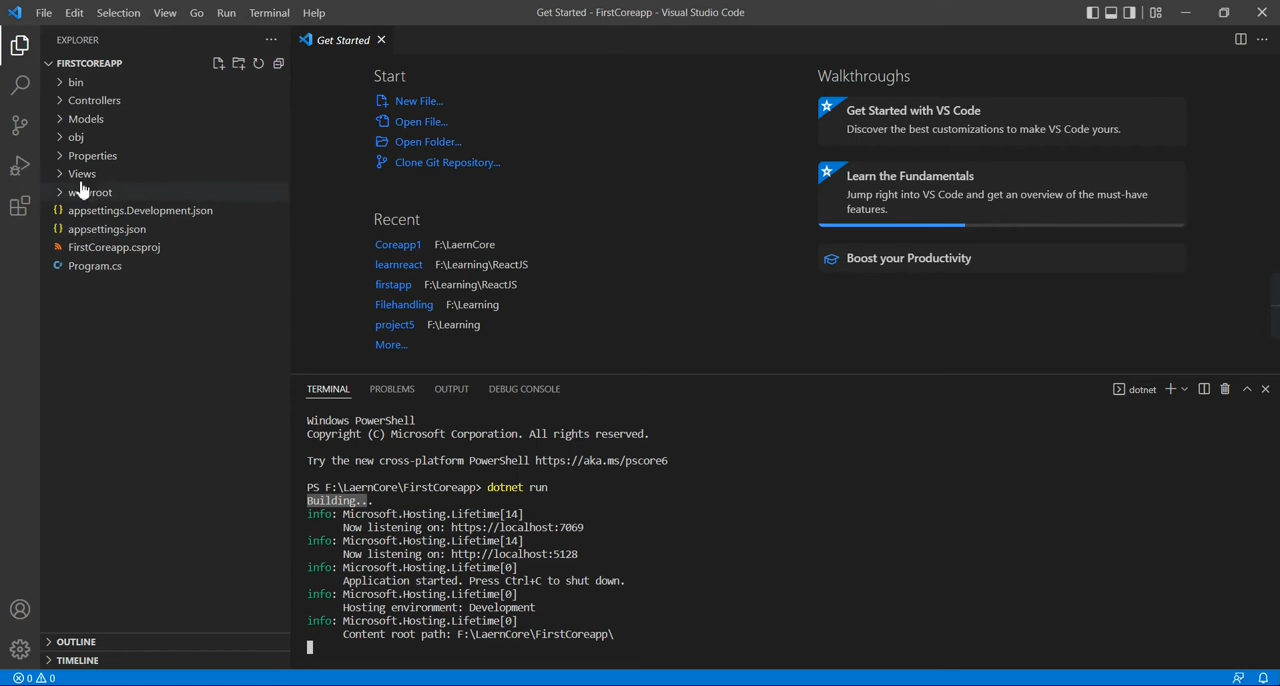 File Edit Selection View Go Run Terminal Help
Get Started - FirstCoreapp - Visual Studio Code
EXPLORER
FIRSTCOREAPP
bin
Controllers
Models
obj
Properties
Views
appsettings.Development.json
appsettings.json
FirstCoreapp.csproj
Program.cs
OUTLINE
TIMELINE
Get Started
Start
New File...
Open File...
Open Folder...
Clone Git Repository...
Recent
Coreapp1 F:\LaernCore
learnreact F:\Learning\ReactJS
firstapp F:\Learning\ReactJS
Filehandling F:\Learning
project5 F:\Learning
More...
Walkthroughs
Get Started with VS Code
Discover the best customizations to make VS Code yours.
Learn the Fundamentals
Jump right into VS Code and get an overview of the must-have
features.
Boost your Productivity
TERMINAL PROBLEMS OUTPUT DEBUG CONSOLE
dotnet
Windows PowerShell
Copyright (C) Microsoft Corporation. All rights reserved.
Try the new cross-platform PowerShell https://aka.ms/pscore6
PS F:\LaernCore\FirstCoreapp> dotnet run
Building...
info: Microsoft.Hosting.Lifetime[14]
Now listening on: https://localhost:7069
info: Microsoft.Hosting.Lifetime[14]
Now listening on: http://localhost:5128
info: Microsoft.Hosting.Lifetime[0]
Application started. Press Ctrl+C to shut down.
info: Microsoft.Hosting.Lifetime[0]
Hosting environment: Development
info: Microsoft.Hosting.Lifetime[0]
Content root path: F:\LaernCore\FirstCoreapp\
0 0